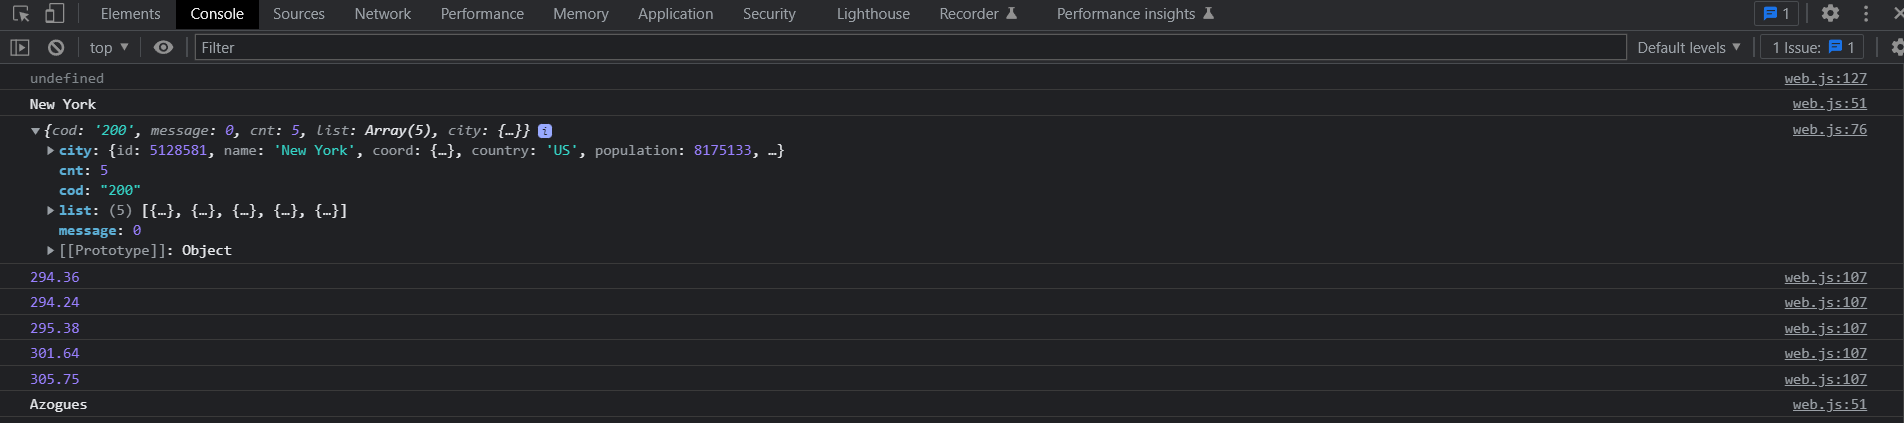 Elements Console Sources Network Performance Memory Application Security Lighthouse Recorder Performance insights 1
top Filter Default levels 1 Issue: 1
undefined web.js:127
New York web.js:51
{cod: '200', message: 0, cnt: 5, list: Array(5), city: {…}} i web.js:76
city: {id: 5128581, name: 'New York', coord: {…}, country: 'US', population: 8175133, …}
cnt: 5
cod: "200"
list: (5) [{…}, {…}, {…}, {…}, {…}]
message: 0
[[Prototype]]: Object
294.36 web.js:107
294.24 web.js:107
295.38 web.js:107
301.64 web.js:107
305.75 web.js:107
Azogues web.js:51